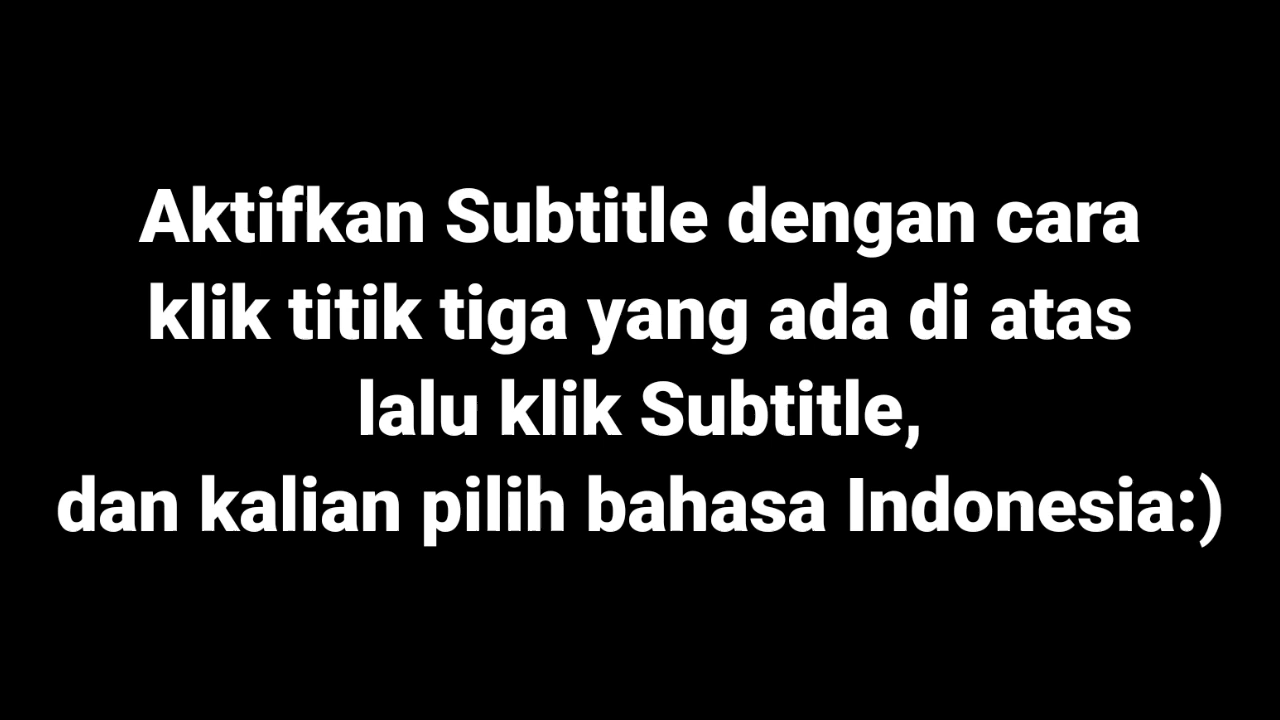 Aktifkan Subtitle dengan cara
klik titik tiga yang ada di atas
lalu klik Subtitle,
dan kalian pilih bahasa Indonesia:)